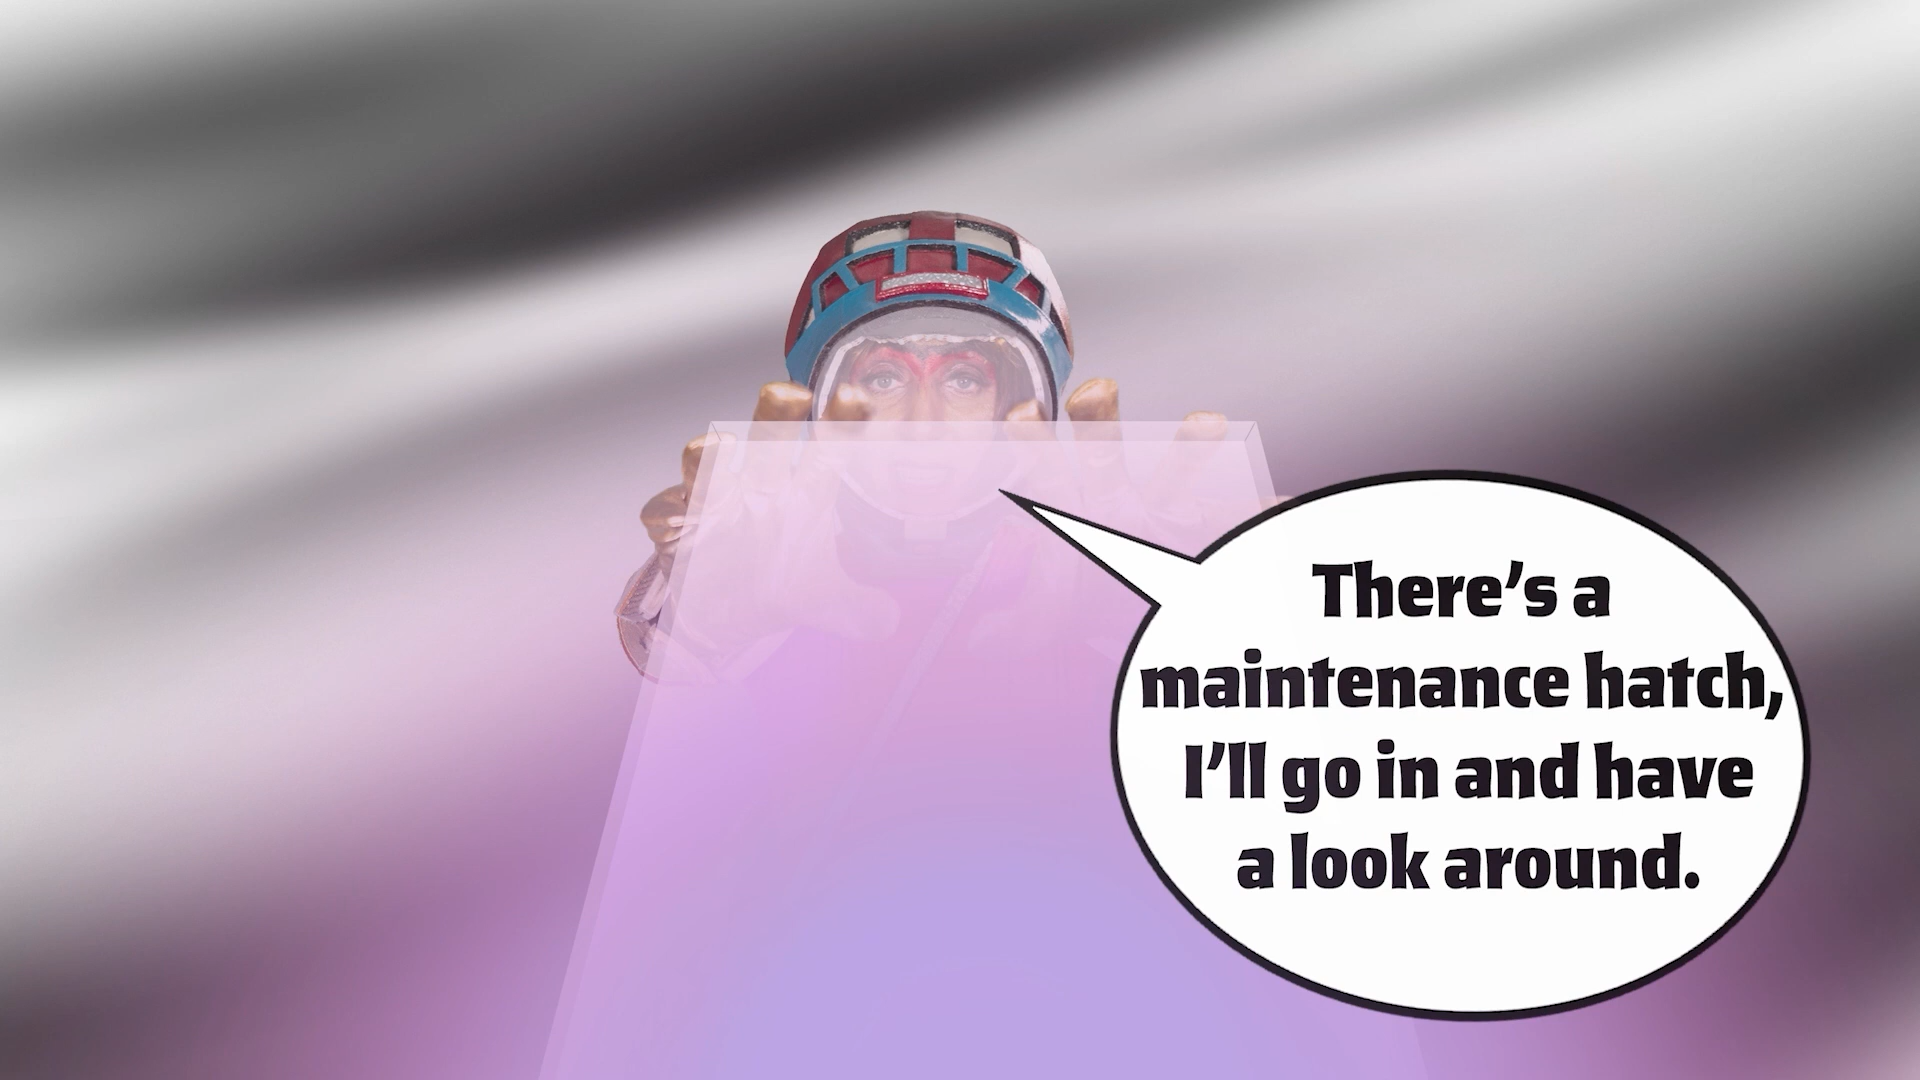 There's a
maintenance hatch,
I'll go in and have
a look around.